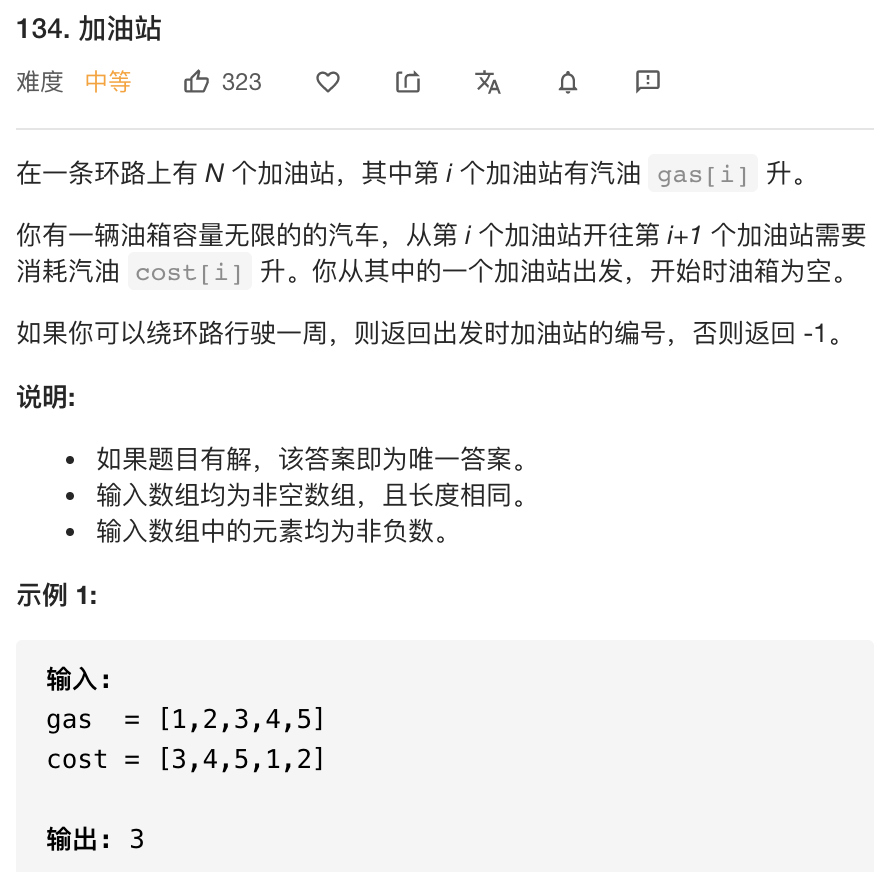 134. 加油站
难度 中等 323
在一条环路上有 N 个加油站，其中第 i 个加油站有汽油 gas[i] 升。
你有一辆油箱容量无限的的汽车，从第 i 个加油站开往第 i+1 个加油站需要
消耗汽油 cost[i] 升。你从其中的一个加油站出发，开始时油箱为空。
如果你可以绕环路行驶一周，则返回出发时加油站的编号，否则返回 -1。
说明:
如果题目有解，该答案即为唯一答案。
输入数组均为非空数组，且长度相同。
输入数组中的元素均为非负数。
示例 1:
输入:
gas  = [1,2,3,4,5]
cost = [3,4,5,1,2]
输出: 3